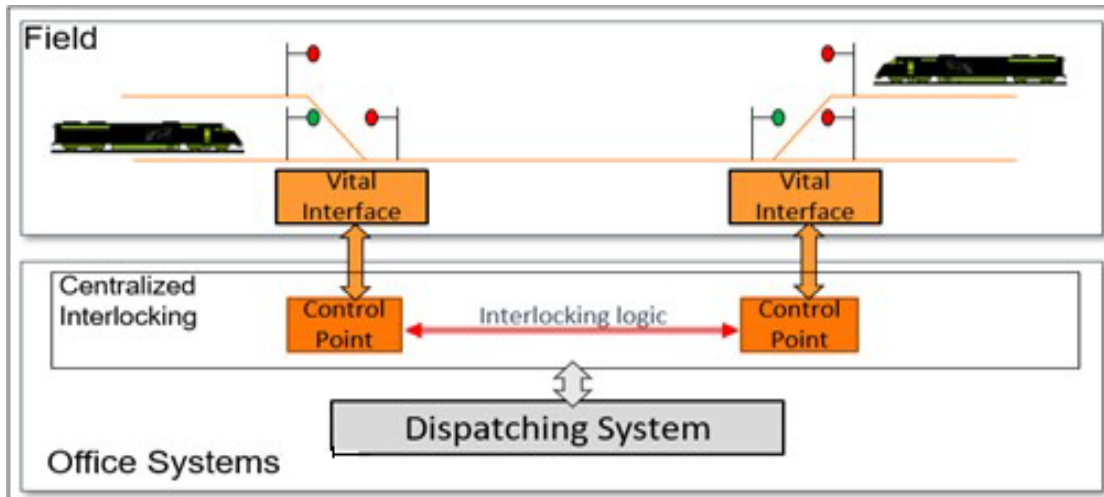 Field
Vital
Interface
Vital
Interface
Centralized
Interlocking
Control
Point
Interlocking logic
Control
Point
Dispatching System
Office Systems